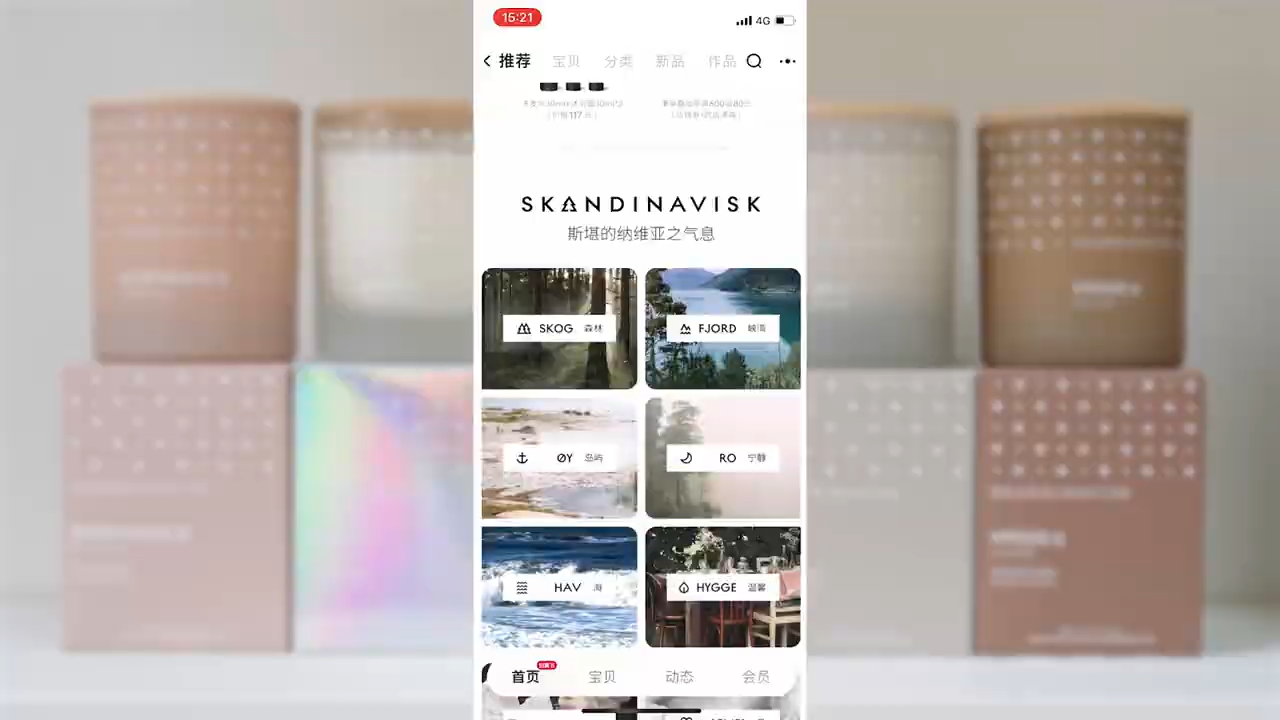 15:21
4G
推荐 宝贝 分类 新品 作品
SKANDINAVISK
斯堪的纳维亚之气息
SKOG 森林
FJORD 峡湾
ØY 岛屿
RO 宁静
HAV 海
HYGGE 温馨
首页 宝贝 动态 会员